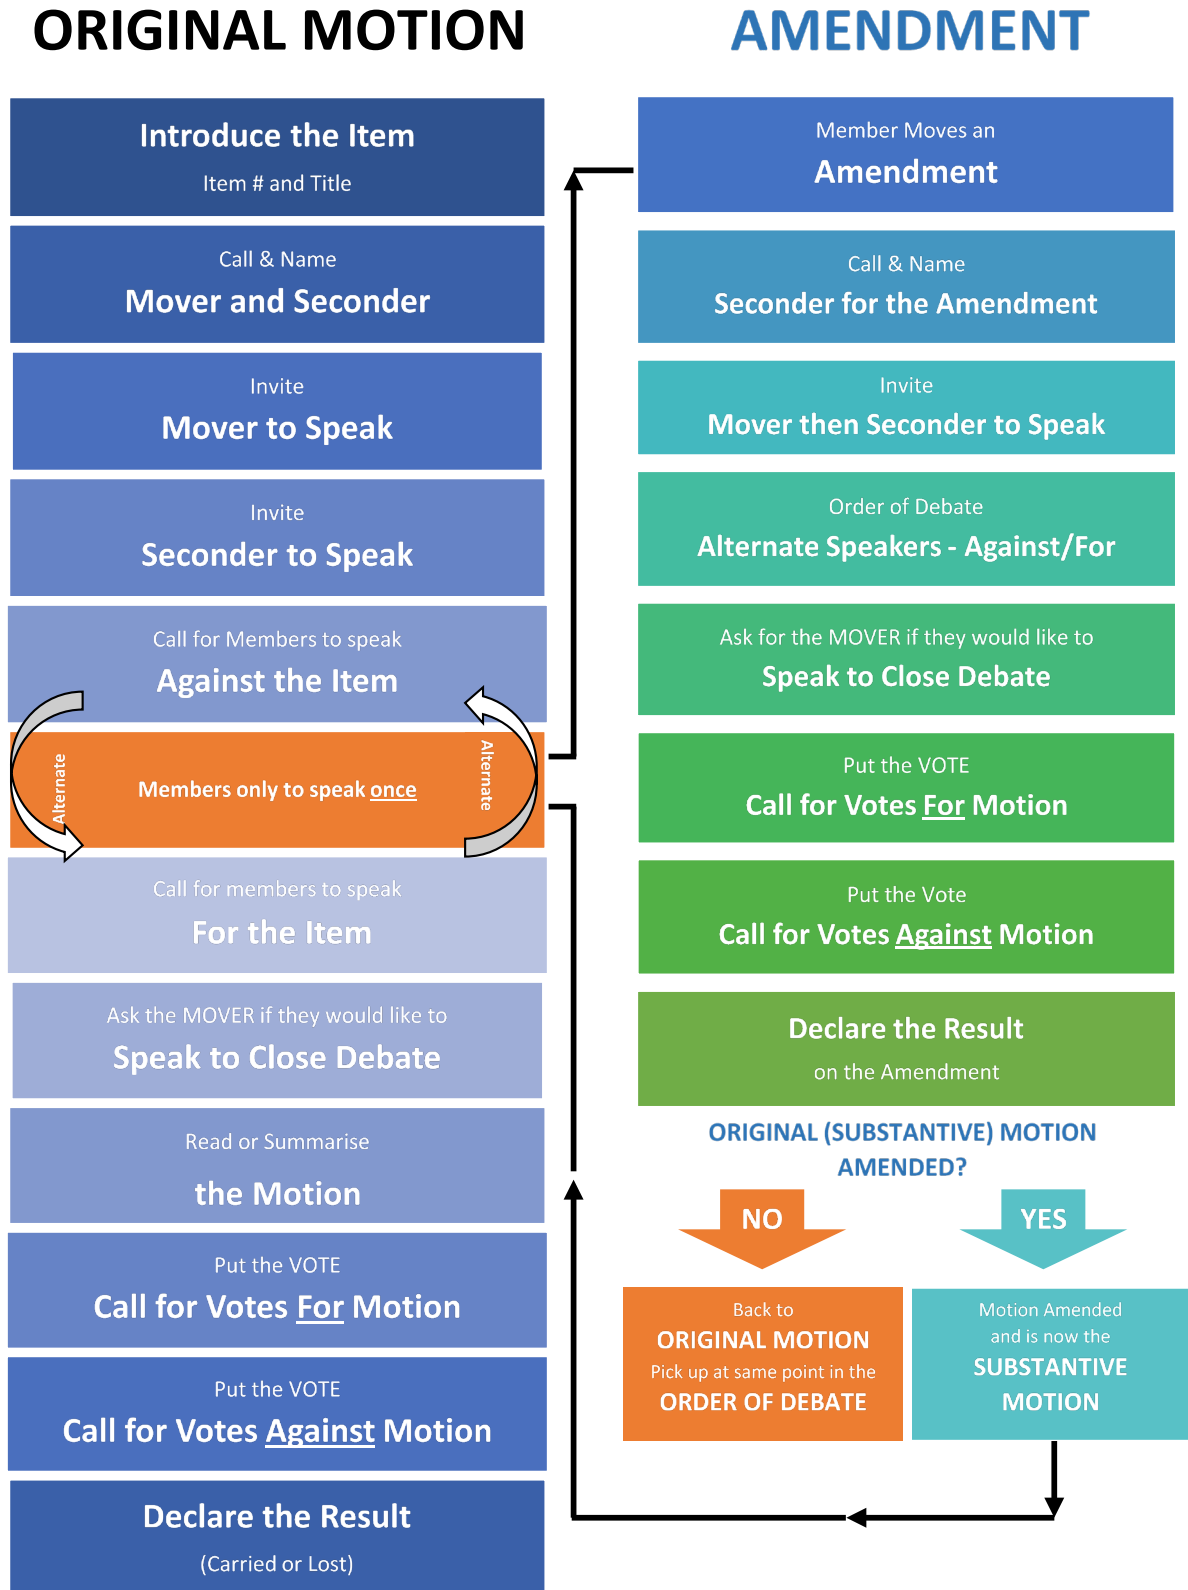 ORIGINAL MOTION
Introduce the Item
Item # and Title
Call & Name
Mover and Seconder
Invite
Mover to Speak
Invite
Seconder to Speak
Call for Members to speak
Against the Item
Alternate
Members only to speak once
Alternate
Call for members to speak
For the Item
Ask the MOVER if they would like to
Speak to Close Debate
Read or Summarise
the Motion
Put the VOTE
Call for Votes For Motion
Put the VOTE
Call for Votes Against Motion
Declare the Result
(Carried or Lost)
AMENDMENT
Member Moves an
Amendment
Call & Name
Seconder for the Amendment
Invite
Mover then Seconder to Speak
Order of Debate
Alternate Speakers - Against/For
Ask for the MOVER if they would like to
Speak to Close Debate
Put the VOTE
Call for Votes For Motion
Put the Vote
Call for Votes Against Motion
Declare the Result
on the Amendment
ORIGINAL (SUBSTANTIVE) MOTION
AMENDED?
NO
Back to
ORIGINAL MOTION
Pick up at same point in the
ORDER OF DEBATE
YES
Motion Amended
and is now the
SUBSTANTIVE
MOTION